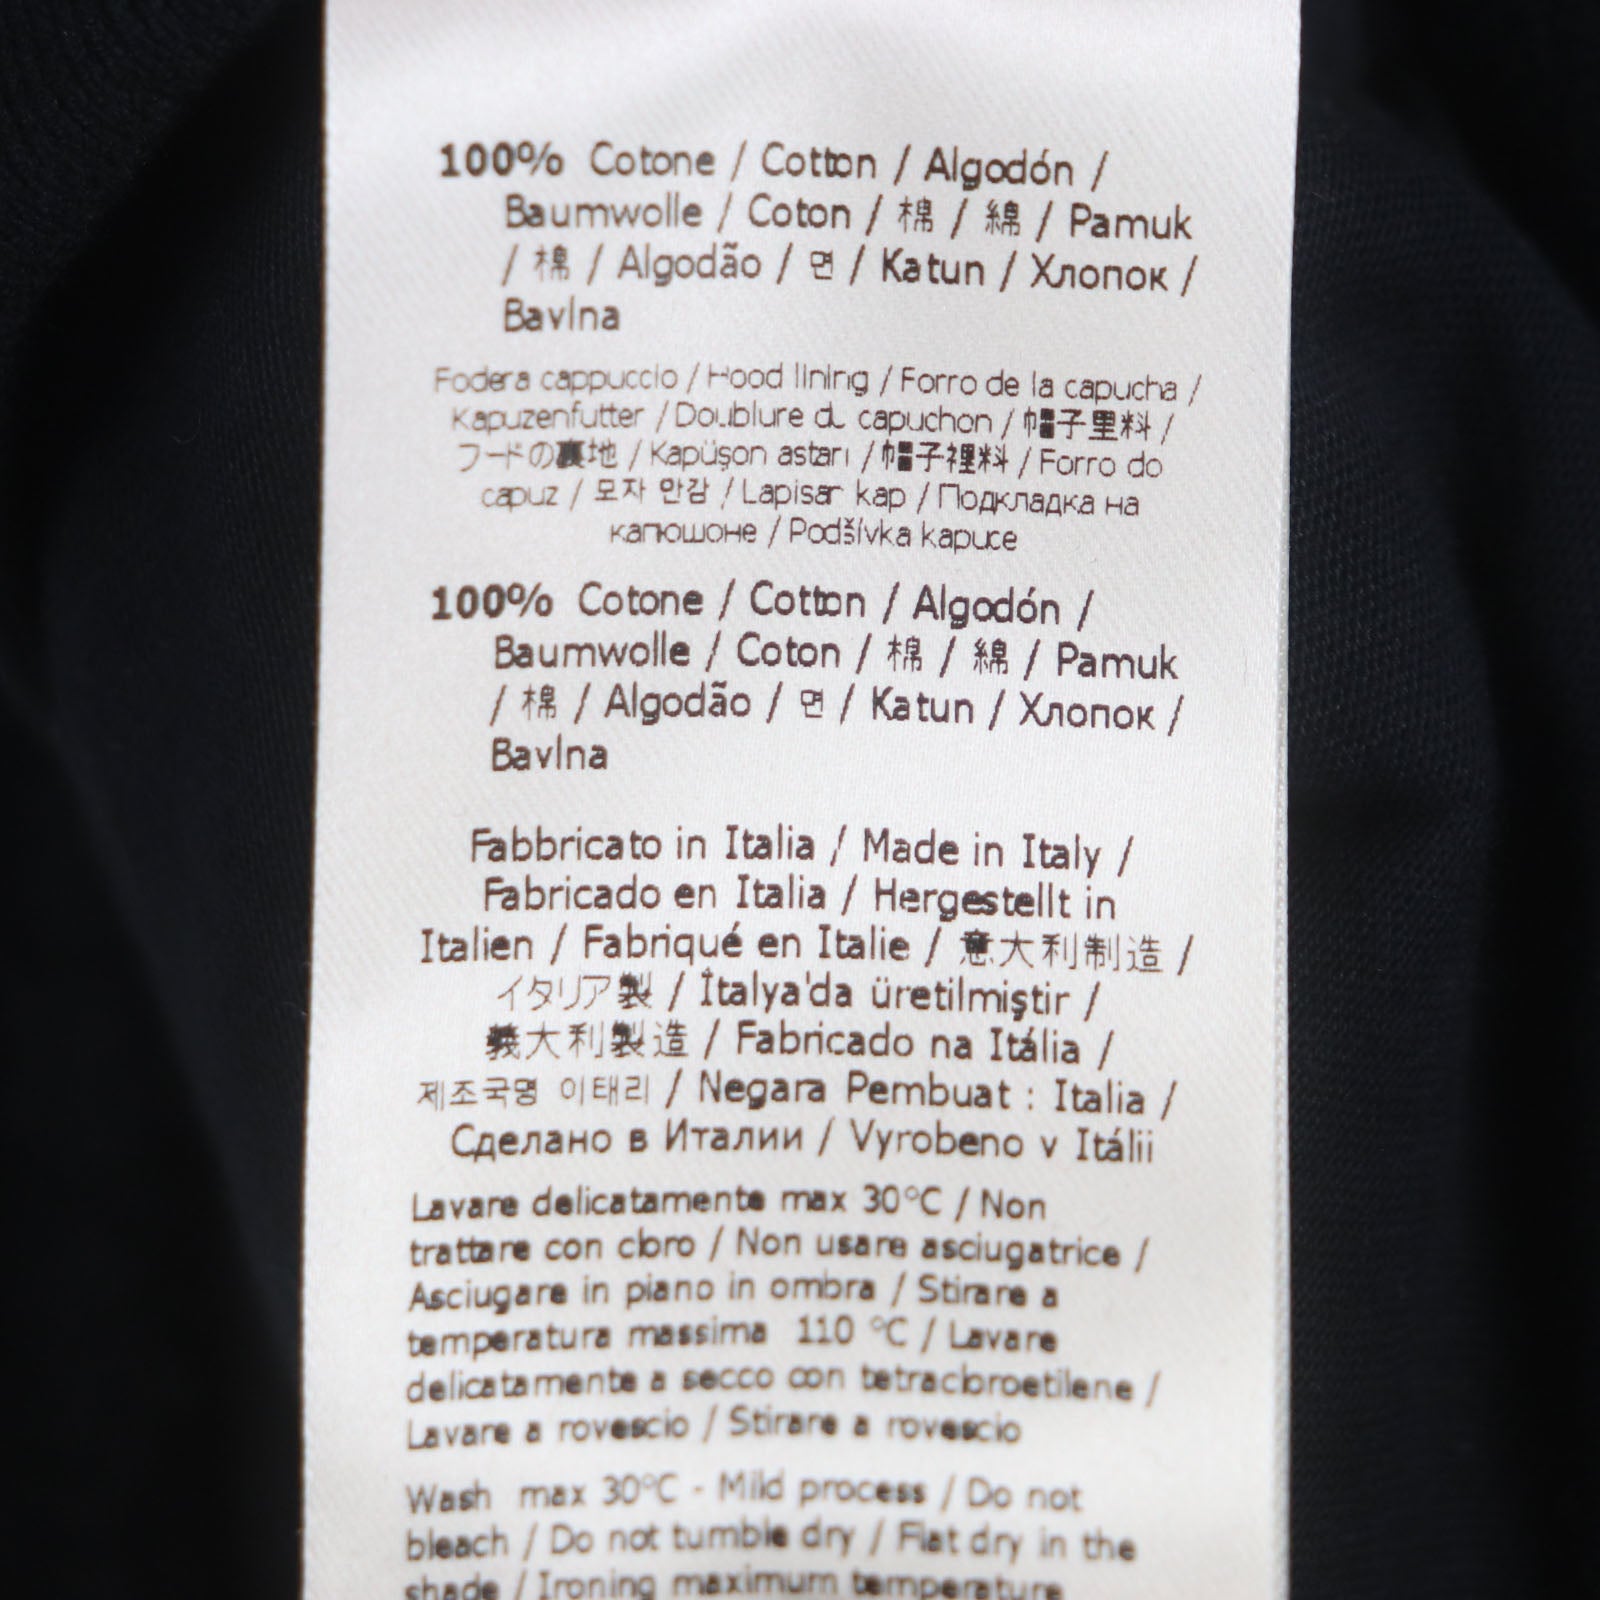 100% Cotone / Cotton / Algodón /
Baumwolle / Coton / 棉 / 綿 / Pamuk
/ 棉 / Algodão / 면 / Katun / Хлопок /
Bavlna
Fodera cappuccio / Hood lining / Forro de la capucha /
Kapuzenfutter / Doublure du capuchon / 帽子里料 /
フードの裏地 / Kapüşon astarı / 帽子裡料 / Forro do
capuz / 모자 안감 / Lapisar kap / Подкладка на
капюшоне / Podšívka kapuce
100% Cotone / Cotton / Algodón /
Baumwolle / Coton / 棉 / 綿 / Pamuk
/ 棉 / Algodão / 면 / Katun / Хлопок /
Bavlna
Fabbricato in Italia / Made in Italy /
Fabricado en Italia / Hergestellt in
Italien / Fabriqué en Italie / 意大利制造 /
イタリア製 / İtalya'da üretilmiştir /
義大利製造 / Fabricado na Itália /
제조국명 이태리 / Negara Pembuat : Italia /
Сделано в Италии / Vyrobeno v Itálii
Lavare delicatamente max 30°C / Non
trattare con cloro / Non usare asciugatrice /
Asciugare in piano in ombra / Stirare a
temperatura massima 110 °C / Lavare
delicatamente a secco con tetracloroetilene /
Lavare a rovescio / Stirare a rovescio
Wash max 30°C - Mild process / Do not
bleach / Do not tumble dry / Flat dry in the
shade / Ironing maximum temperature